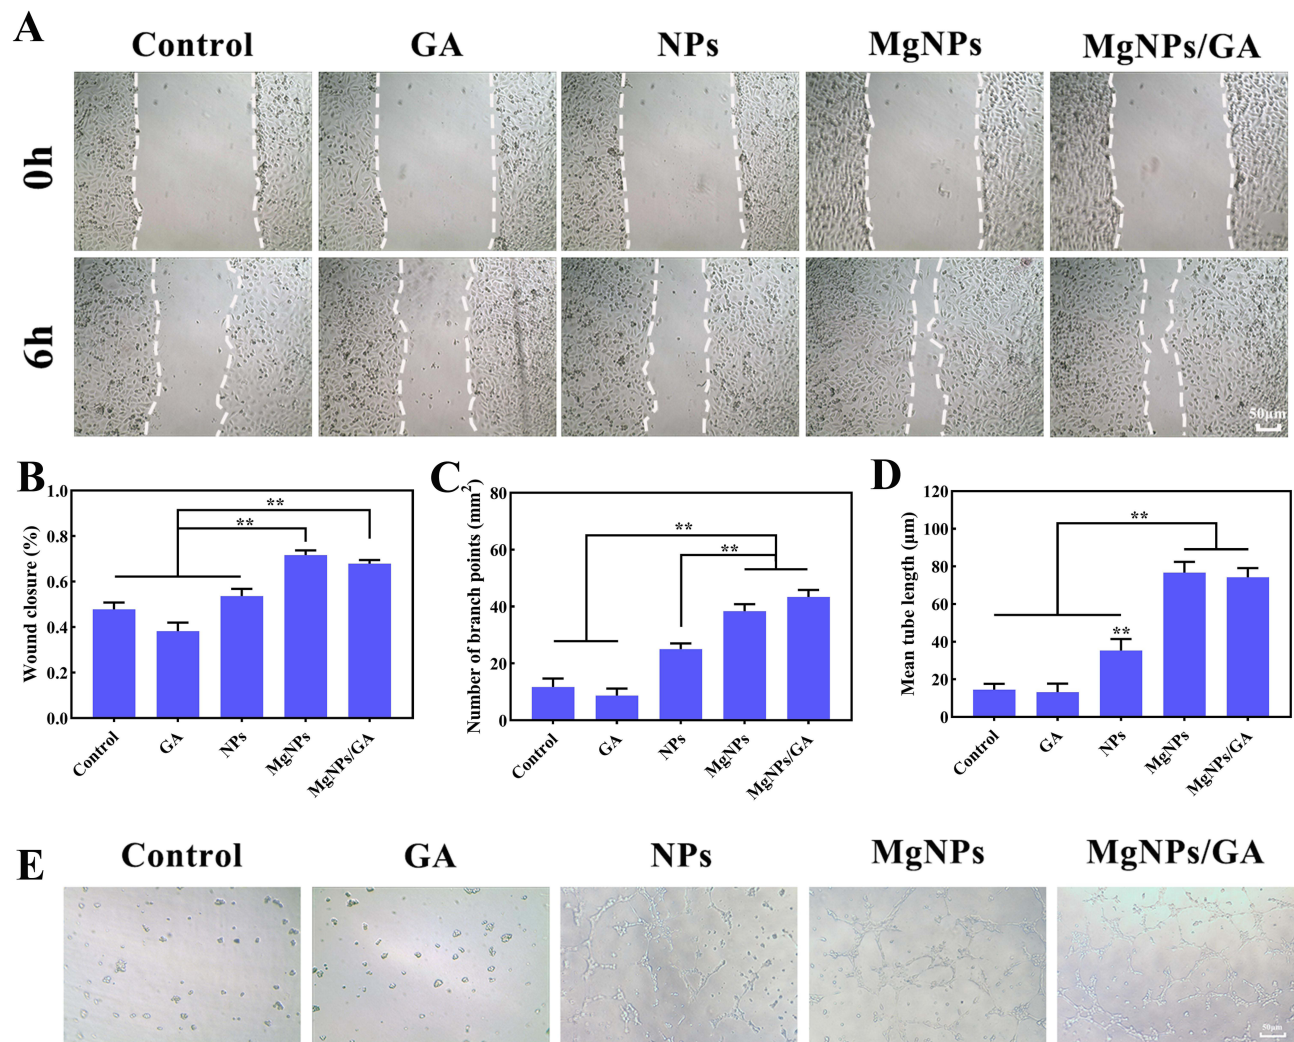 A
Control GA NPs MgNPs MgNPs/GA
0h
6h
50μm
B
Wound closure (%)
1.0
0.8
0.6
0.4
0.2
0.0
**
**
Control GA NPs MgNPs MgNPs/GA
C
Number of branch points (mm²)
80
60
40
20
0
**
**
Control GA NPs MgNPs MgNPs/GA
D
Mean tube length (μm)
120
100
80
60
40
20
0
**
**
Control GA NPs MgNPs MgNPs/GA
E
Control GA NPs MgNPs MgNPs/GA
50μm